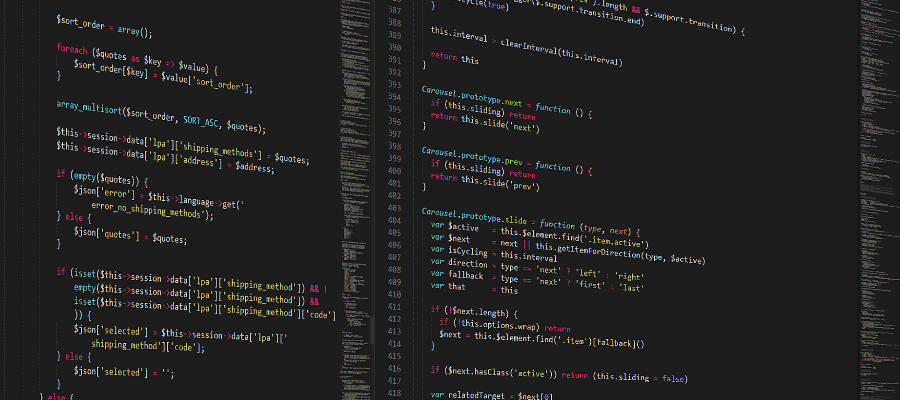 $sort_order = array();
foreach ($quotes as $key => $value) {
$sort_order[$key] = $value['sort_order'];
}
array_multisort($sort_order, SORT_ASC, $quotes);
$this->session->data['lpa']['shipping_methods'] = $quotes;
$this->session->data['lpa']['address'] = $address;
if (empty($quotes)) {
$json['error'] = $this->language->get('
error_no_shipping_methods');
} else {
$json['quotes'] = $quotes;
}
if (isset($this->session->data['lpa']['shipping_method']) && !
empty($this->session->data['lpa']['shipping_method']) &&
isset($this->session->data['lpa']['shipping_method']['code']
)) {
$json['selected'] = $this->session->data['lpa']['
shipping_method']['code'];
} else {
$json['selected'] = '';
}
} else {
.length && $.support.transition) {
$.support.transition.end)
(true)
387 }
388
389 this.interval = clearInterval(this.interval)
390
391 return this
392 }
393
394 Carousel.prototype.next = function () {
395 if (this.sliding) return
396 return this.slide('next')
397 }
398
399 Carousel.prototype.prev = function () {
400 if (this.sliding) return
401 return this.slide('prev')
402 }
403
404 Carousel.prototype.slide = function (type, next) {
405 var $active = this.$element.find('.item.active')
406 var $next = next || this.getItemForDirection(type, $active)
407 var isCycling = this.interval
408 var direction = type == 'next' ? 'left' : 'right'
409 var fallback = type == 'next' ? 'first' : 'last'
410 var that = this
411
412 if (!$next.length) {
413 if (!this.options.wrap) return
414 $next = this.$element.find('.item')[fallback]()
415 }
416
417 if ($next.hasClass('active')) return (this.sliding = false)
418
var relatedTarget = $next[0]